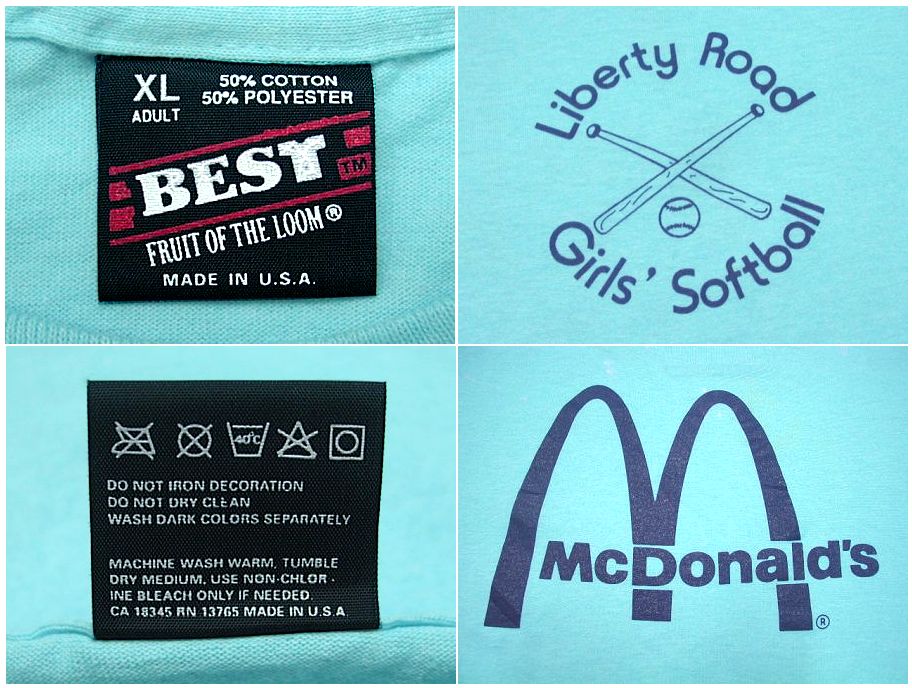 XL
ADULT
50% COTTON
50% POLYESTER
BEST
TM
FRUIT OF THE LOOM®
MADE IN U.S.A.
Liberty Road
Girls' Softball
40°C
DO NOT IRON DECORATION
DO NOT DRY CLEAN
WASH DARK COLORS SEPARATELY
MACHINE WASH WARM, TUMBLE
DRY MEDIUM, USE NON-CHLOR-
INE BLEACH ONLY IF NEEDED.
CA 18345 RN 13765 MADE IN U.S.A.
McDonald's
®